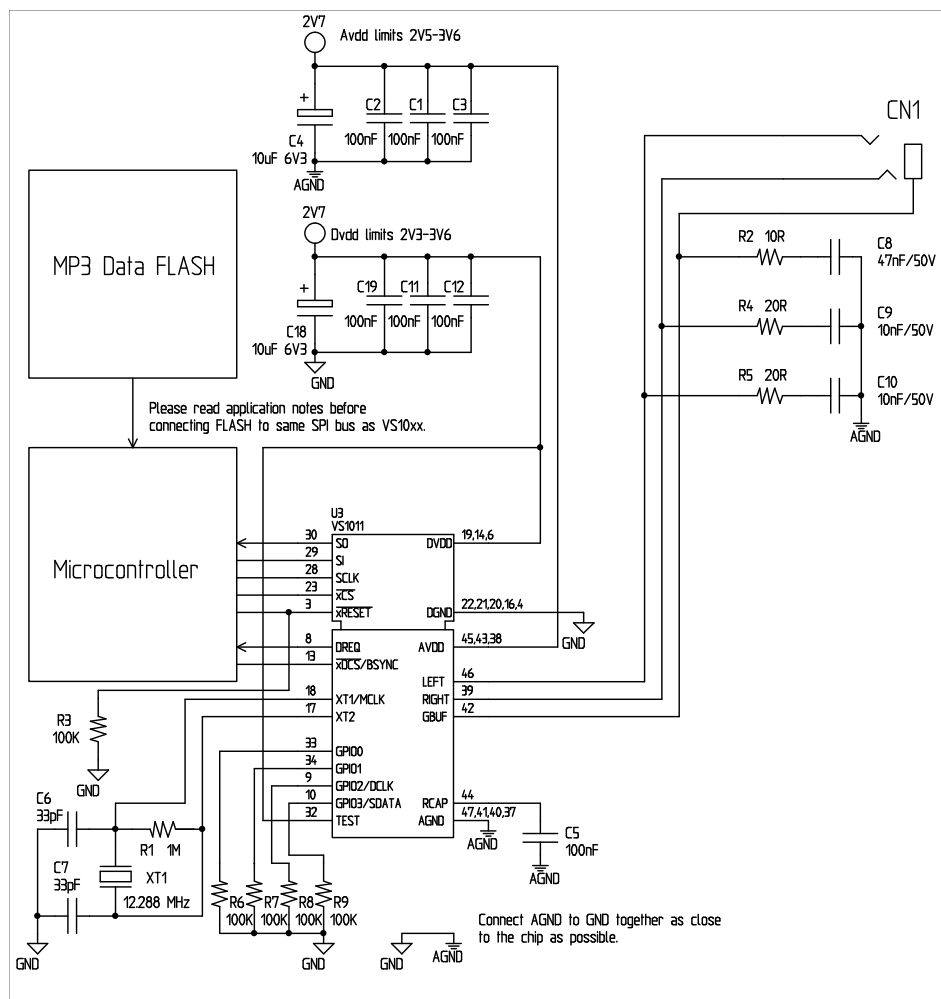 2V7
Avdd limits 2V5-3V6
+
C4
10uF 6V3
C2
100nF
C1
100nF
C3
100nF
AGND
CN1
MP3 Data FLASH
2V7
Dvdd limits 2V3-3V6
+
C18
10uF 6V3
C19
100nF
C11
100nF
C12
100nF
GND
R2 10R
C8
47nF/50V
R4 20R
C9
10nF/50V
R5 20R
C10
10nF/50V
AGND
Please read application notes before
connecting FLASH to same SPI bus as VS10xx.
Microcontroller
U3
VS1011
30 SO
29 SI
28 SCLK
23 xCS
3 xRESET
8 DREQ
13 xDCS/BSYNC
18 XT1/MCLK
17 XT2
33 GPIO0
34 GPIO1
9 GPIO2/DCLK
10 GPIO3/SDATA
32 TEST
DVDD 19,14,6
DGND 22,21,20,16,4
GND
AVDD 45,43,38
LEFT 46
RIGHT 39
GBUF 42
RCAP 44
AGND 47,41,40,37
AGND
C5
100nF
AGND
R3
100K
GND
C6
33pF
R1 1M
C7
33pF
XT1
12.288 MHz
GND
R6
100K
R7
100K
R8
100K
R9
100K
GND
Connect AGND to GND together as close
to the chip as possible.
GND
AGND